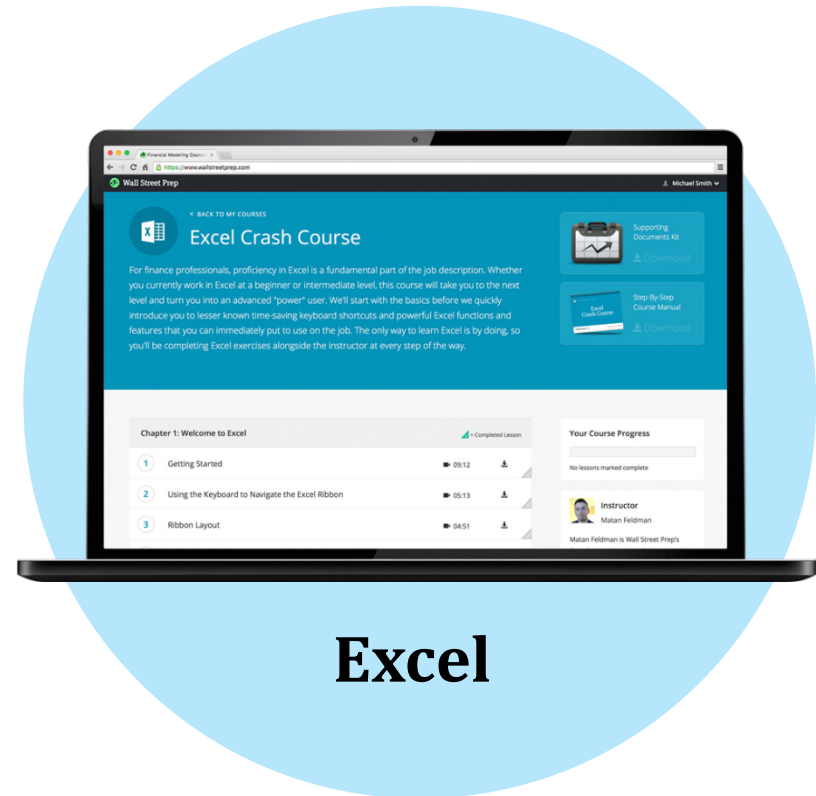 Financial Modeling Course
https://www.wallstreetprep.com
Wall Street Prep
Michael Smith
< BACK TO MY COURSES
Excel Crash Course
For finance professionals, proficiency in Excel is a fundamental part of the job description. Whether
you currently work in Excel at a beginner or intermediate level, this course will take you to the next
level and turn you into an advanced "power" user. We'll start with the basics before we quickly
introduce you to lesser known time-saving keyboard shortcuts and powerful Excel functions and
features that you can immediately put to use on the job. The only way to learn Excel is by doing, so
you'll be completing Excel exercises alongside the instructor at every step of the way.
Supporting
Documents Kit
Download
Excel
Crash Course
Step-By-Step
Course Manual
Download
Chapter 1: Welcome to Excel
= Completed Lesson
1 Getting Started 09:12
2 Using the Keyboard to Navigate the Excel Ribbon 05:13
3 Ribbon Layout 04:51
Your Course Progress
No lessons marked complete
Instructor
Matan Feldman
Matan Feldman is Wall Street Prep's
Excel